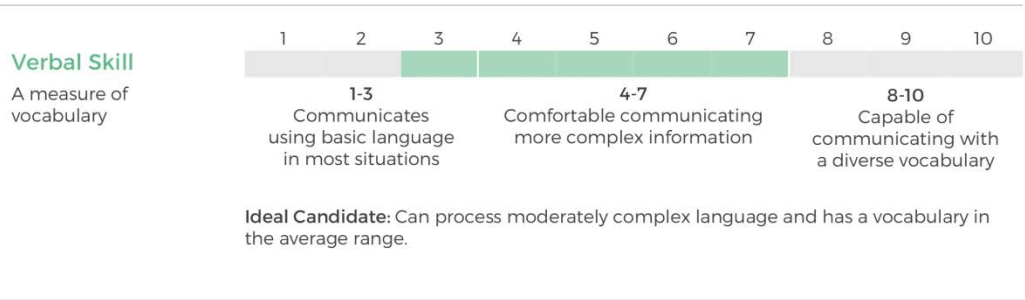 1 2 3 4 5 6 7 8 9 10
Verbal Skill
A measure of
vocabulary
1-3
Communicates
using basic language
in most situations
4-7
Comfortable communicating
more complex information
8-10
Capable of
communicating with
a diverse vocabulary
Ideal Candidate: Can process moderately complex language and has a vocabulary in
the average range.